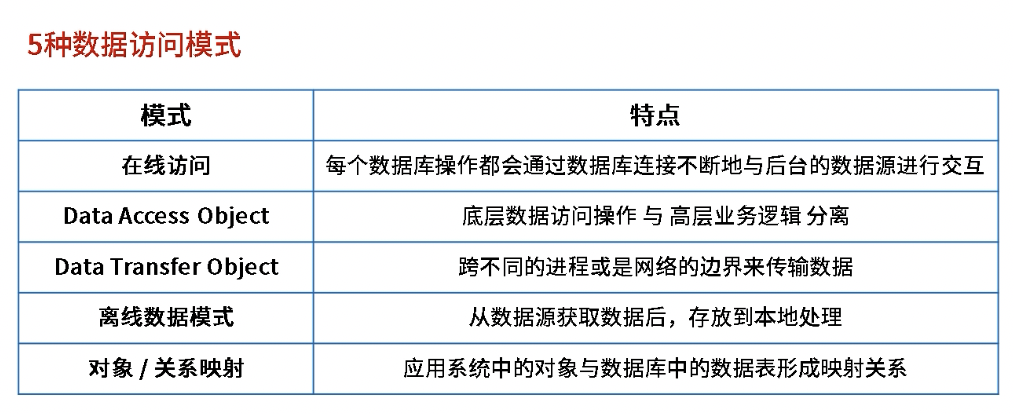 5种数据访问模式
模式 特点
在线访问 每个数据库操作都会通过数据库连接不断地与后台的数据源进行交互
Data Access Object 底层数据访问操作 与 高层业务逻辑 分离
Data Transfer Object 跨不同的进程或是网络的边界来传输数据
离线数据模式 从数据源获取数据后，存放到本地处理
对象 / 关系映射 应用系统中的对象与数据库中的数据表形成映射关系